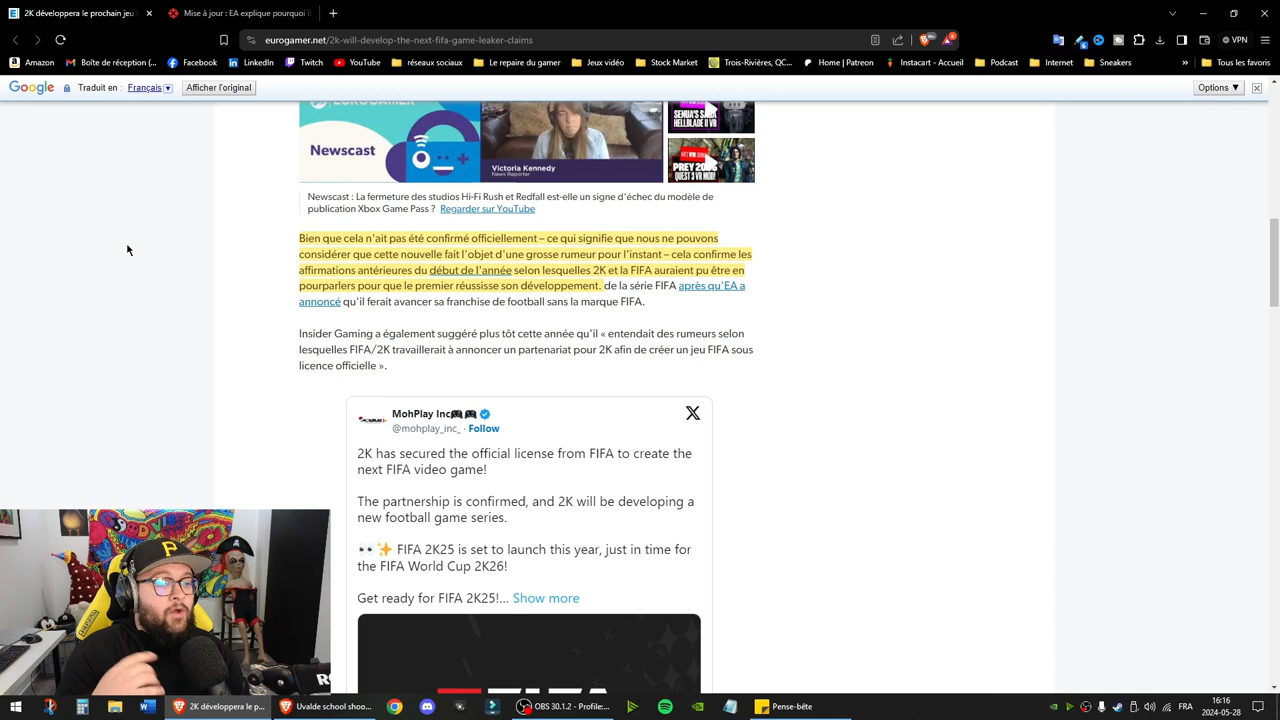 2K développera le prochain jeu
Mise à jour : EA explique pourquoi i
eurogamer.net/2k-will-develop-the-next-fifa-game-leaker-claims
VPN
Amazon
Boîte de réception (...
Facebook
LinkedIn
Twitch
YouTube
réseaux sociaux
Le repaire du gamer
Jeux vidéo
Stock Market
Trois-Rivières, QC...
Home | Patreon
Instacart - Accueil
Podcast
Internet
Sneakers
»
Tous les favoris
Google Traduit en : Français Afficher l'original
Options ▼
Newscast
Victoria Kennedy
News Reporter
SENUA'S SAGA
HELLBLADE II VR
PREY 2006
QUEST 3 VR MOD!
Newscast : La fermeture des studios Hi-Fi Rush et Redfall est-elle un signe d'échec du modèle de
publication Xbox Game Pass ? Regarder sur YouTube
Bien que cela n'ait pas été confirmé officiellement – ce qui signifie que nous ne pouvons
considérer que cette nouvelle fait l'objet d'une grosse rumeur pour l'instant – cela confirme les
affirmations antérieures du début de l'année selon lesquelles 2K et la FIFA auraient pu être en
pourparlers pour que le premier réussisse son développement. de la série FIFA après qu'EA a
annoncé qu'il ferait avancer sa franchise de football sans la marque FIFA.
Insider Gaming a également suggéré plus tôt cette année qu'il « entendait des rumeurs selon
lesquelles FIFA/2K travaillerait à annoncer un partenariat pour 2K afin de créer un jeu FIFA sous
licence officielle ».
MohPlay Inc🎮🎮
@mohplay_inc_ · Follow
2K has secured the official license from FIFA to create the
next FIFA video game!
The partnership is confirmed, and 2K will be developing a
new football game series.
👀✨ FIFA 2K25 is set to launch this year, just in time for
the FIFA World Cup 2K26!
Get ready for FIFA 2K25!... Show more
2K développera le p...
Uvalde school shoo...
OBS 30.1.2 - Profile:...
Pense-bête
FRA
16:16
2024-05-28